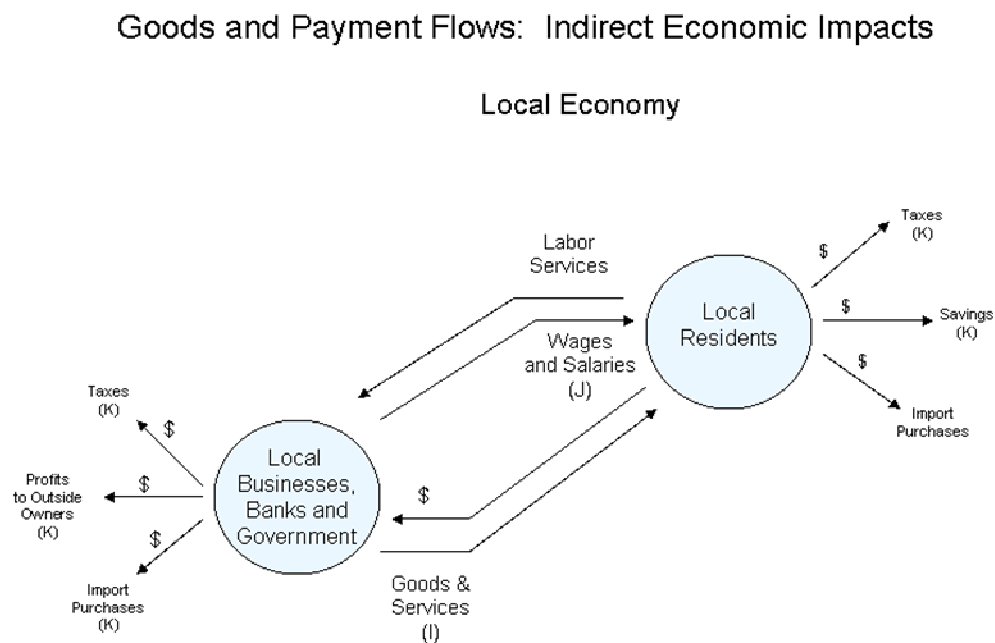 Goods and Payment Flows: Indirect Economic Impacts
Local Economy
Labor
Services
Taxes
(K)
$
Local
Residents
$
Savings
(K)
Wages
and Salaries
(J)
$
Import
Purchases
Taxes
(K)
$
Profits
to Outside
Owners
(K)
$
Local
Businesses,
Banks and
Government
$
$
Import
Purchases
(K)
Goods &
Services
(I)